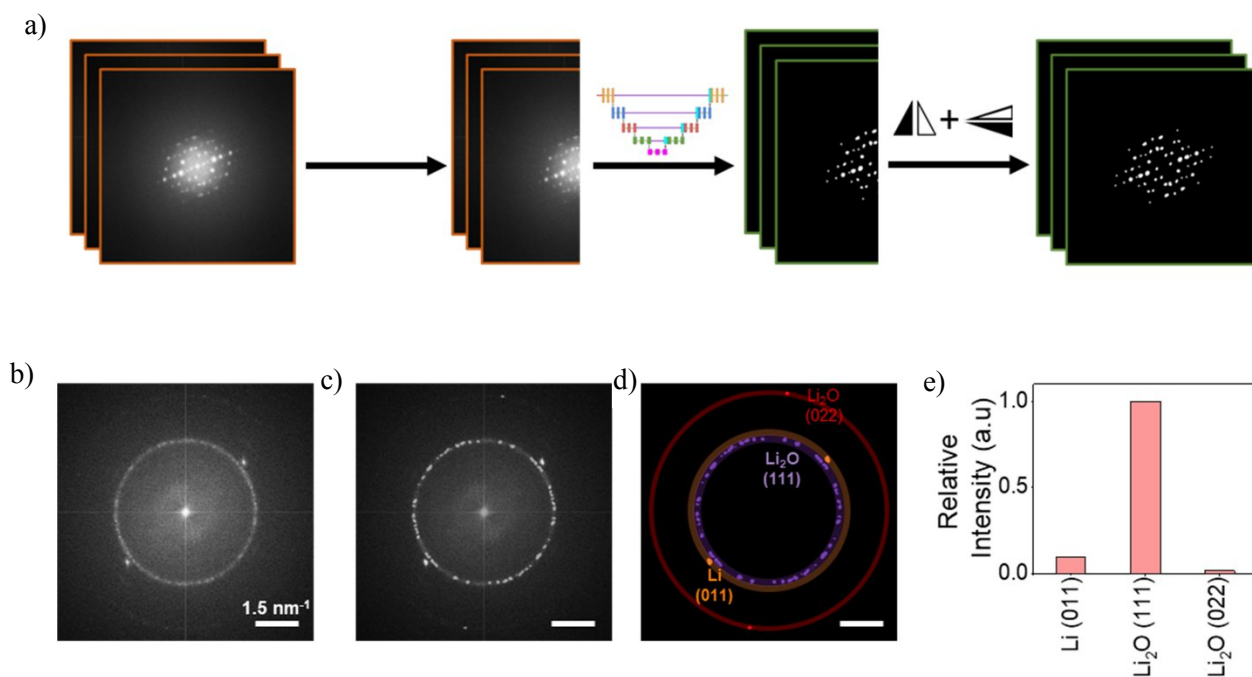 a)
+
b)
c)
d)
e)
1.5 nm⁻¹
Li₂O
(022)
Li₂O
(111)
Li
(011)
Relative
Intensity (a.u)
1.0
0.5
0.0
Li (011)
Li₂O (111)
Li₂O (022)